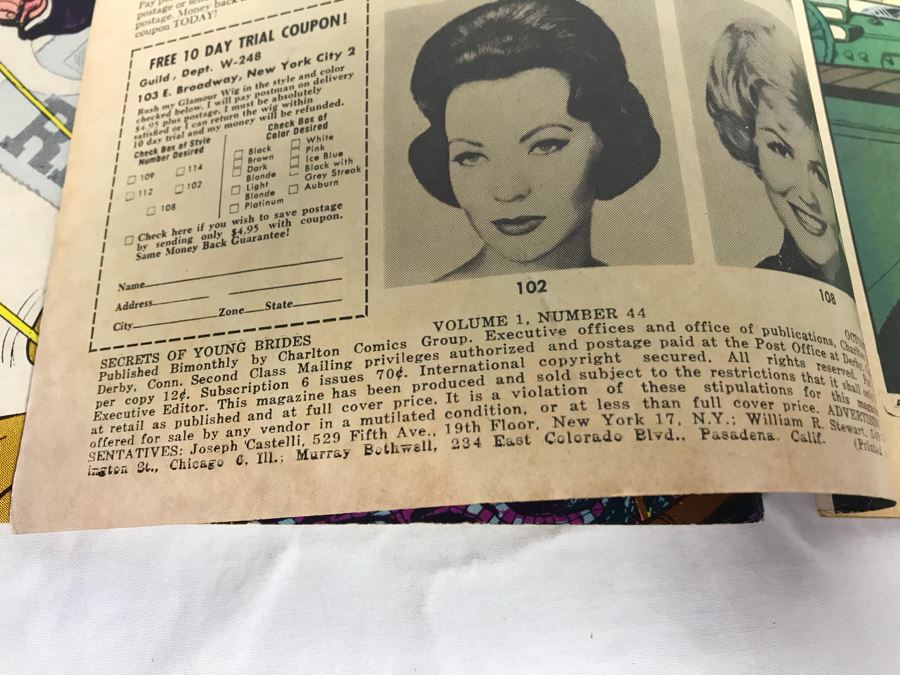 postage or
postage. Money back
coupon TODAY!
FREE 10 DAY TRIAL COUPON!
Guild, Dept. W-248
103 E. Broadway, New York City 2
Rush my Glamour Wig in the style and color
checked below. I will pay postman on delivery
$4.95 plus postage. I must be absolutely
satisfied or I can return the wig within
10 day trial and my money will be refunded.
Check Box of Style
Number Desired
109 114
112 102
108
Check Box of
Color Desired
Black
Brown
Dark
Blonde
Light
Blonde
Platinum
White
Pink
Ice Blue
Black with
Grey Streak
Auburn
Check here if you wish to save postage
by sending only $4.95 with coupon.
Same Money Back Guarantee!
Name
Address
City Zone State
102
108
SECRETS OF YOUNG BRIDES VOLUME 1, NUMBER 44
Published Bimonthly by Charlton Comics Group. Executive offices and office of publications,
Derby, Conn. Second Class Mailing privileges authorized and postage paid at the Post Office at Derby,
per copy 12¢. Subscription 6 issues 70¢. International copyright secured. All rights reserved.
Executive Editor. This magazine has been produced and sold subject to the restrictions that it shall
at retail as published and at full cover price. It is a violation of these stipulations for this
offered for sale by any vendor in a mutilated condition, or at less than full cover price.
SENTATIVES: Joseph Castelli, 529 Fifth Ave., 19th Floor, New York 17, N.Y.; William R. Stewart,
ington St., Chicago 6, Ill.; Murray Bothwell, 234 East Colorado Blvd., Pasadena, Calif.